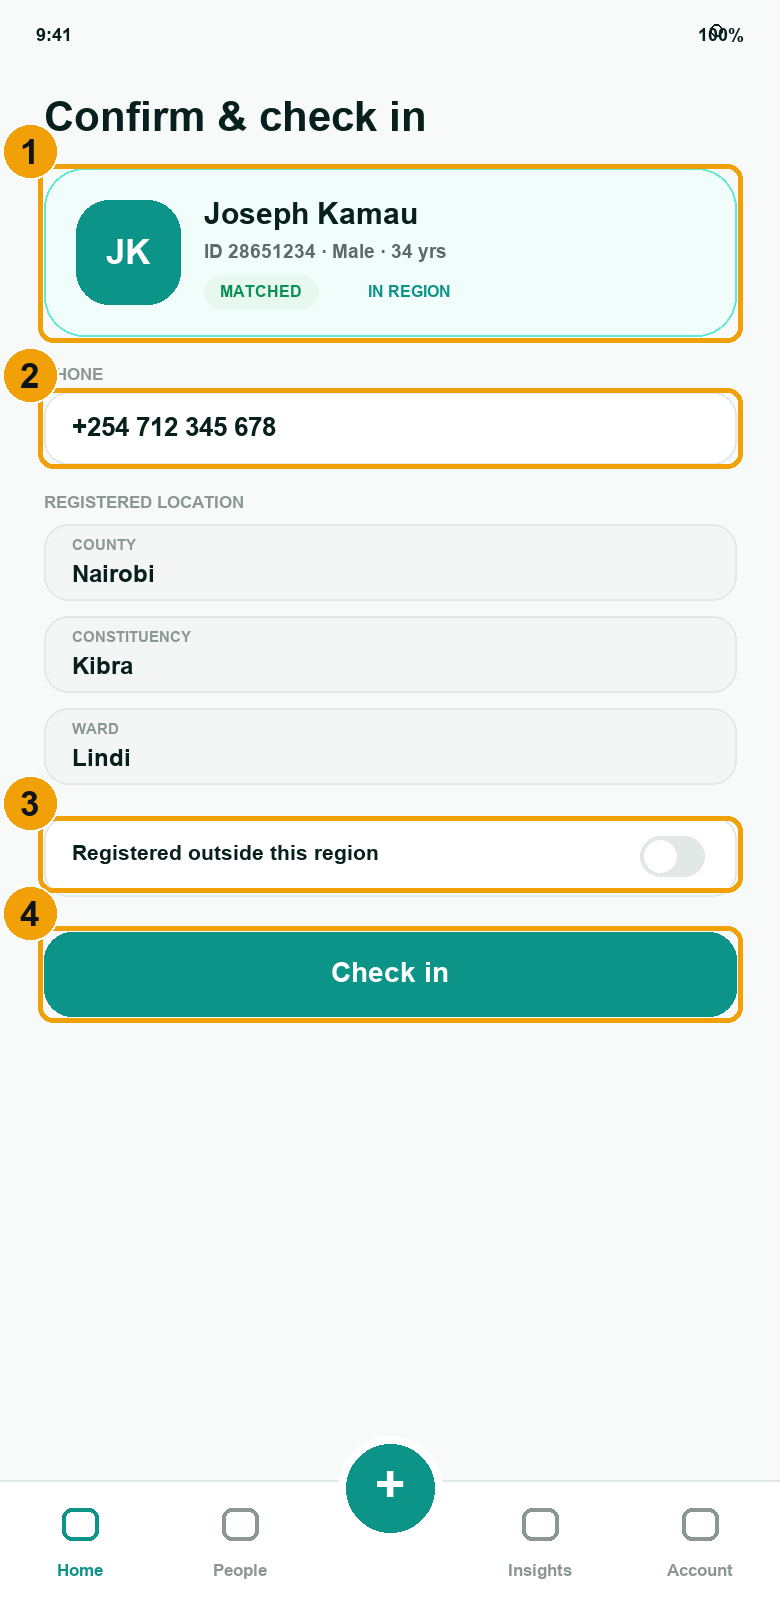 9:41
100%
Confirm & check in
1
JK
Joseph Kamau
ID 28651234 · Male · 34 yrs
MATCHED
IN REGION
2
HONE
+254 712 345 678
REGISTERED LOCATION
COUNTY
Nairobi
CONSTITUENCY
Kibra
WARD
Lindi
3
Registered outside this region
4
Check in
+
Home
People
Insights
Account